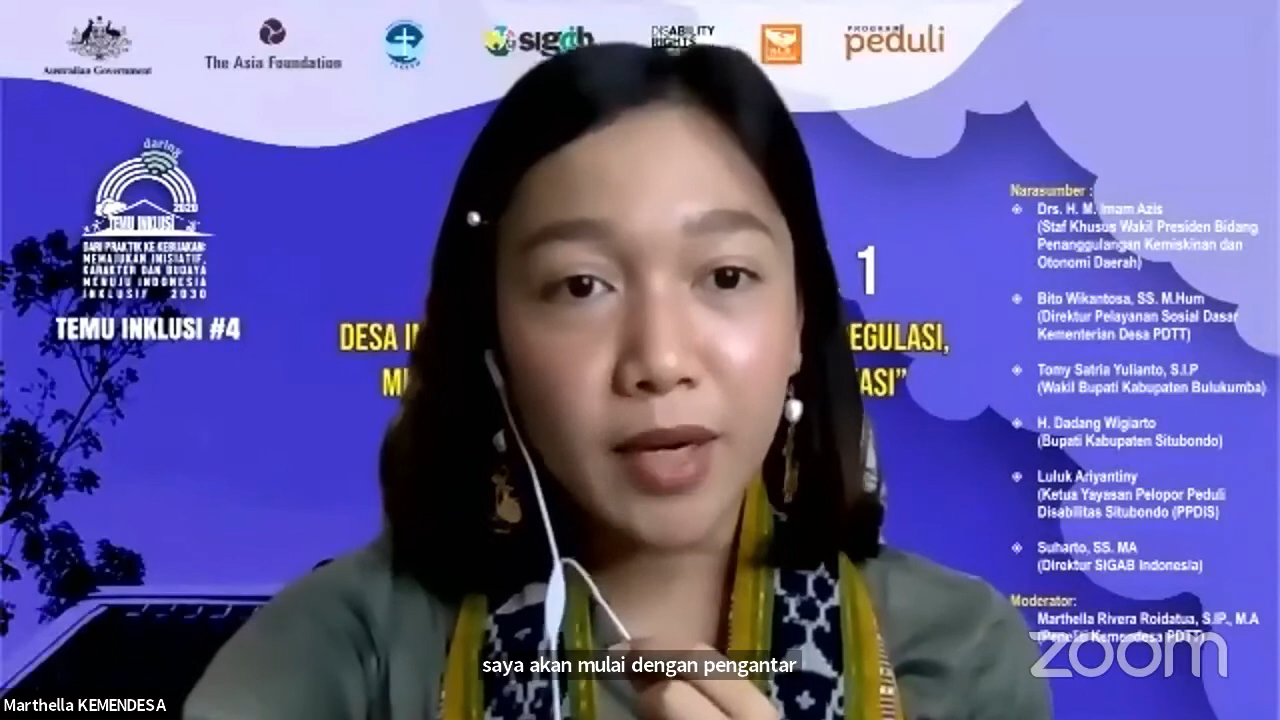 Australian Government
The Asia Foundation
sigab
DISABILITY
RIGHTS
PROGRAM
peduli
daring
2020
TEMU INKLUSI
DARI PRAKTIK KE KEBIJAKAN:
MEMAJUKAN INISIATIF,
KARAKTER DAN BUDAYA
MENUJU INDONESIA
INKLUSIF 2030
TEMU INKLUSI #4
1
DESA I
EGULASI,
M
ASI”
Narasumber :
Drs. H. M. Imam Azis
(Staf Khusus Wakil Presiden Bidang
Penanggulangan Kemiskinan dan
Otonomi Daerah)
Bito Wikantosa, SS. M.Hum
(Direktur Pelayanan Sosial Dasar
Kementerian Desa PDTT)
Tomy Satria Yulianto, S.I.P
(Wakil Bupati Kabupaten Bulukumba)
H. Dadang Wigiarto
(Bupati Kabupaten Situbondo)
Luluk Ariyantiny
(Ketua Yayasan Pelopor Peduli
Disabilitas Situbondo (PPDIS)
Suharto, SS. MA
(Direktur SIGAB Indonesia)
Moderator:
Marthella Rivera Roidatua, S.IP., M.A
(Peneliti Kemendesa PDTT)
zoom
saya akan mulai dengan pengantar
Marthella KEMENDESA